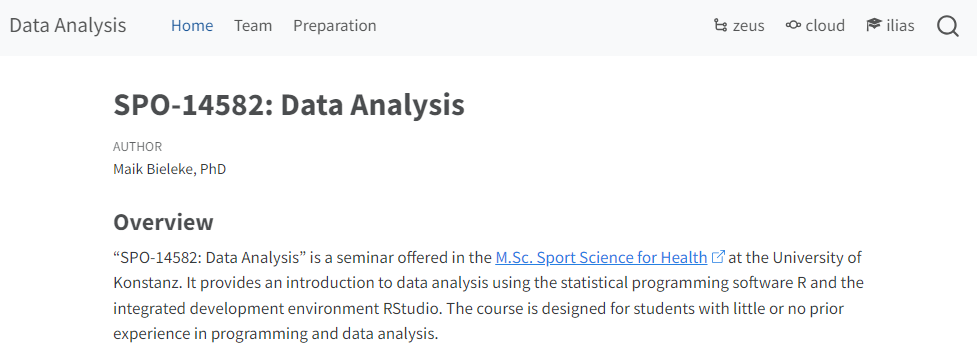 Data Analysis Home Team Preparation zeus cloud ilias
SPO-14582: Data Analysis
AUTHOR
Maik Bieleke, PhD
Overview
“SPO-14582: Data Analysis” is a seminar offered in the M.Sc. Sport Science for Health at the University of
Konstanz. It provides an introduction to data analysis using the statistical programming software R and the
integrated development environment RStudio. The course is designed for students with little or no prior
experience in programming and data analysis.